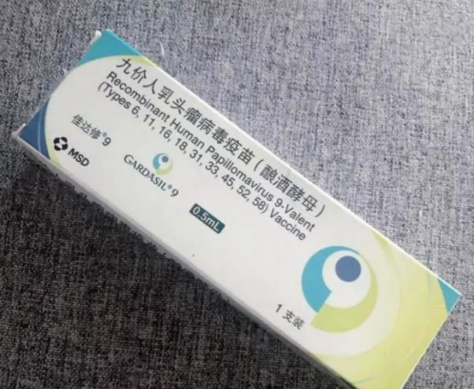 九价人乳头瘤病毒疫苗（酿酒酵母）
Recombinant Human Papillomavirus 9-Valent
(Types 6, 11, 16, 18, 31, 33, 45, 52, 58) Vaccine
佳达修®9
MSD
GARDASIL®9
0.5mL
1支装